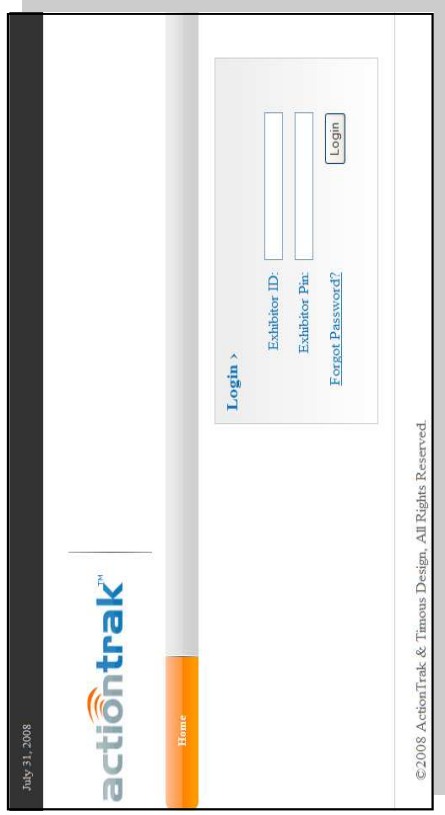 July 31, 2008
actiontrak™
Home
Login ›
Exhibitor ID:
Exhibitor Pin:
Forgot Password? Login
©2008 ActionTrak & Timous Design, All Rights Reserved.